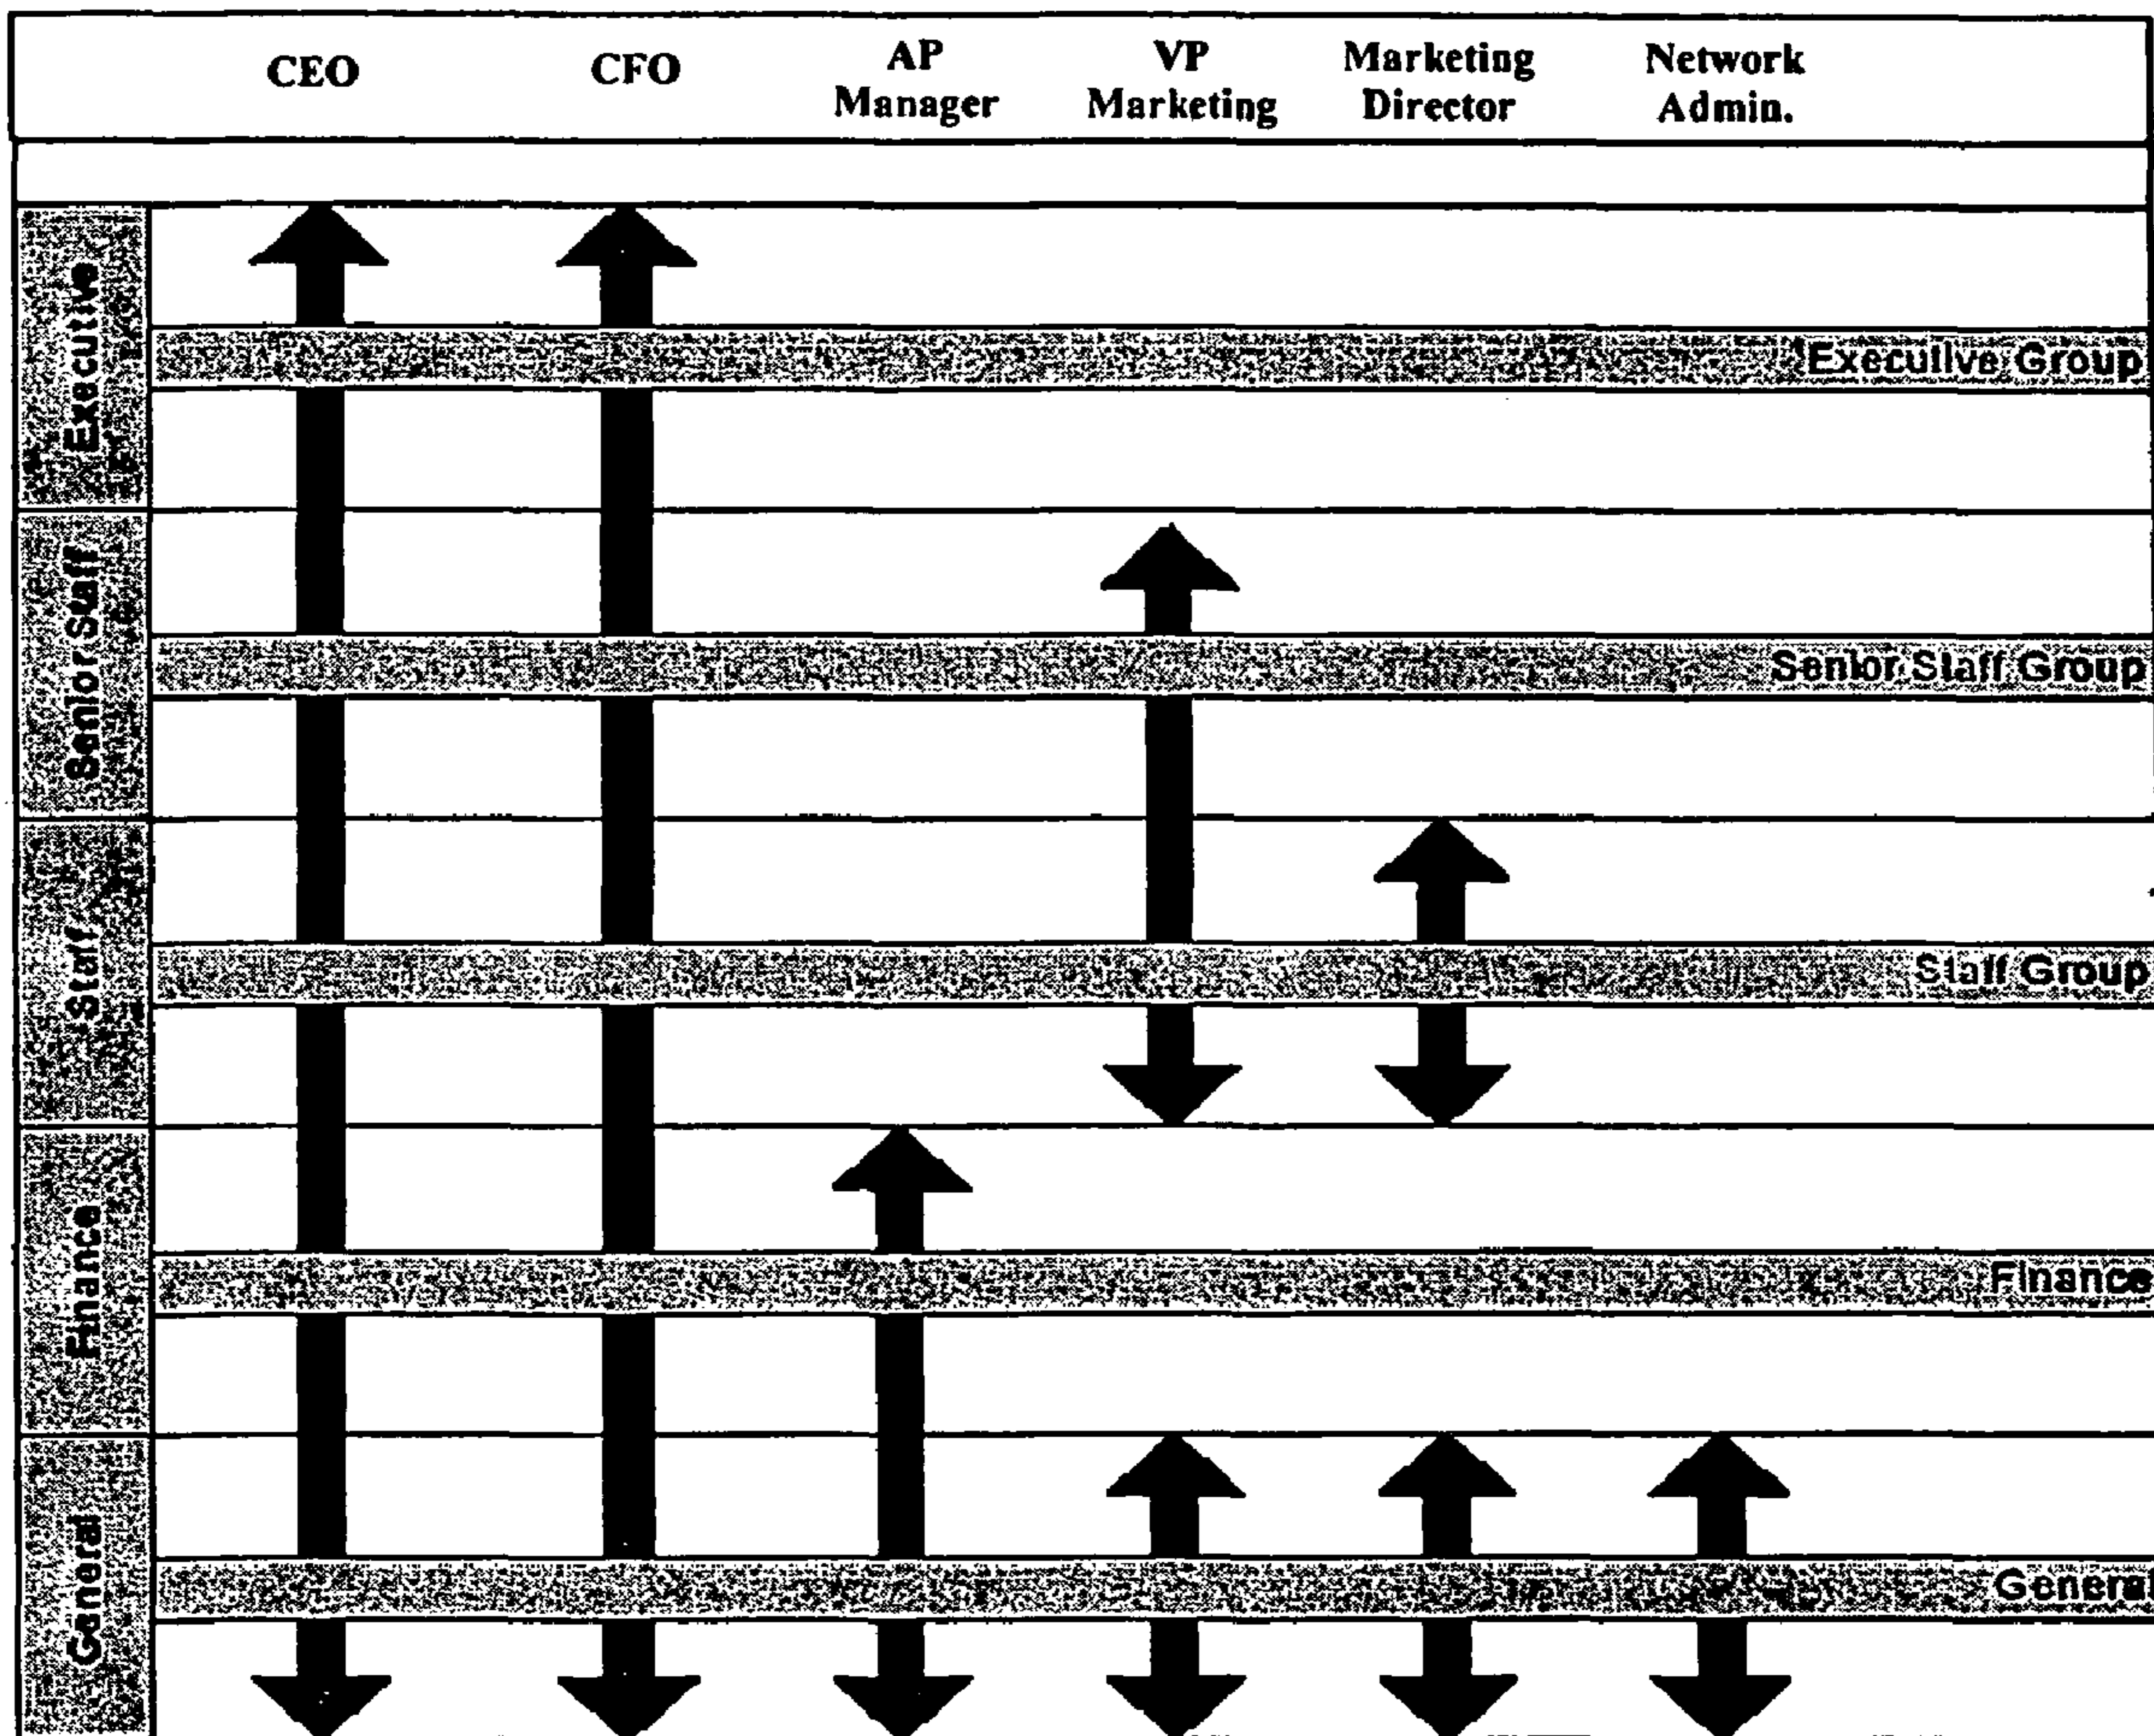 CEO
CFO
AP
Manager
VP
Marketing
Marketing
Director
Network
Admin.
Executive
Executive Group
Senior Staff
Senior Staff Group
Staff
Staff Group
Finance
Finance
General
General